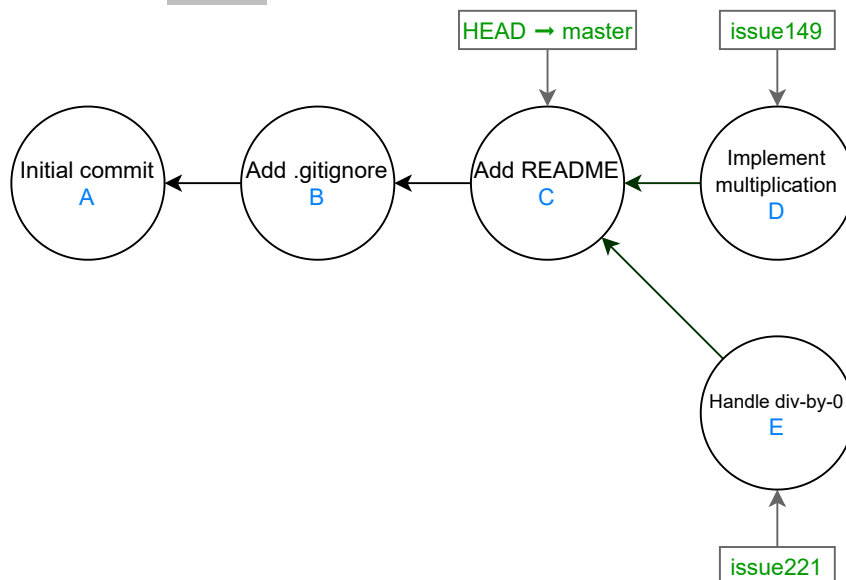 HEAD → master
issue149
Initial commit
A
Add .gitignore
B
Add README
C
Implement
multiplication
D
Handle div-by-0
E
issue221